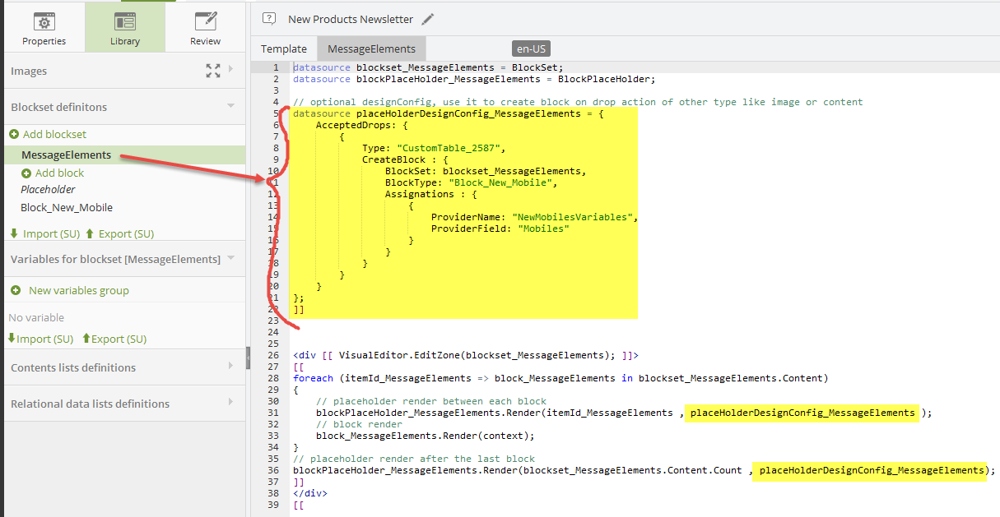 Properties
Library
Review
Images
Blockset definitons
Add blockset
MessageElements
Add block
Placeholder
Block_New_Mobile
Import (SU) Export (SU)
Variables for blockset [MessageElements]
New variables group
No variable
Import (SU) Export (SU)
Contents lists definitions
Relational data lists definitions
? New Products Newsletter
Template MessageElements en-US
1 datasource blockset_MessageElements = BlockSet;
2 datasource blockPlaceHolder_MessageElements = BlockPlaceHolder;
3
4 // optional designConfig, use it to create block on drop action of other type like image or content
5 datasource placeHolderDesignConfig_MessageElements = {
6 AcceptedDrops: {
7 {
8 Type: "CustomTable_2587",
9 CreateBlock : {
10 BlockSet: blockset_MessageElements,
11 BlockType: "Block_New_Mobile",
12 Assignations : {
13 {
14 ProviderName: "NewMobilesVariables",
15 ProviderField: "Mobiles"
16 }
17 }
18 }
19 }
20 }
21 };
22 ]]
23
24
25
26 <div [[ VisualEditor.EditZone(blockset_MessageElements); ]]>
27 [[
28 foreach (itemId_MessageElements => block_MessageElements in blockset_MessageElements.Content)
29 {
30 // placeholder render between each block
31 blockPlaceHolder_MessageElements.Render(itemId_MessageElements , placeHolderDesignConfig_MessageElements );
32 // block render
33 block_MessageElements.Render(context);
34 }
35 // placeholder render after the last block
36 blockPlaceHolder_MessageElements.Render(blockset_MessageElements.Content.Count , placeHolderDesignConfig_MessageElements);
37 ]]
38 </div>
39 [[